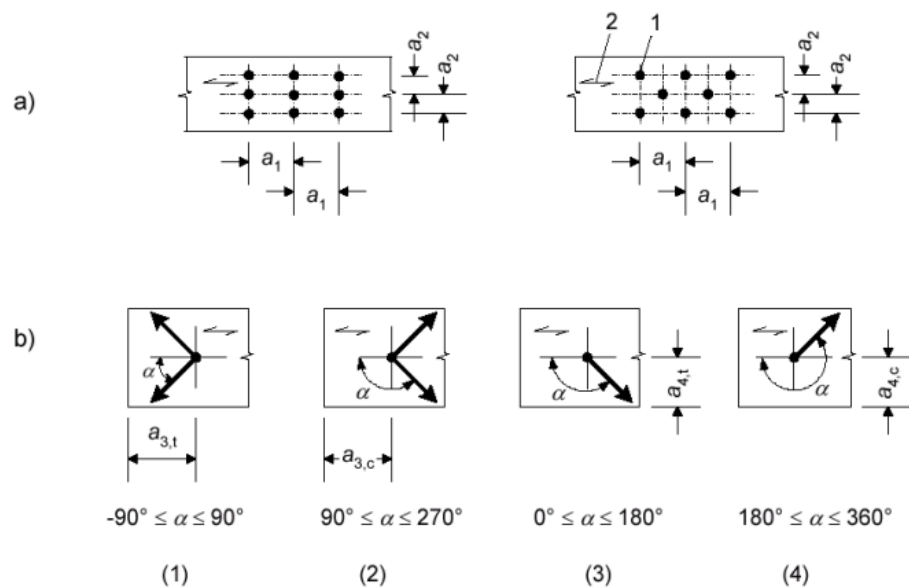 a)
a2
a2
a1
a1
2
1
a2
a2
a1
a1
b)
α
a3,t
α
a3,c
α
a4,t
α
a4,c
-90° ≤ α ≤ 90°
90° ≤ α ≤ 270°
0° ≤ α ≤ 180°
180° ≤ α ≤ 360°
(1)
(2)
(3)
(4)